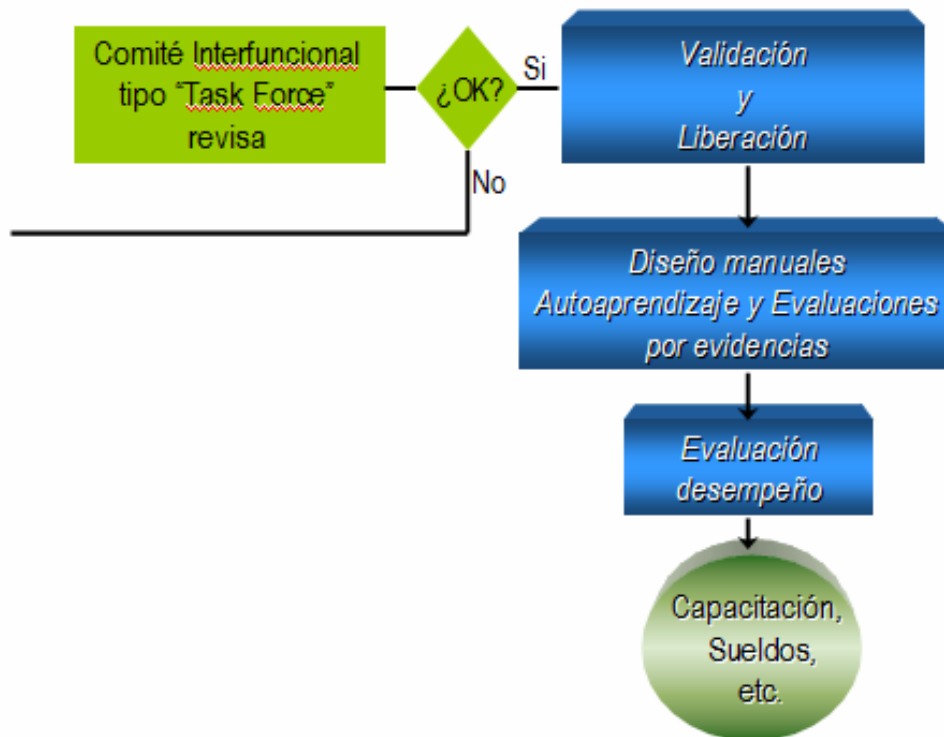 Comité Interfuncional
tipo “Task Force”
revisa
¿OK?
Si
No
Validación
y
Liberación
Diseño manuales
Autoaprendizaje y Evaluaciones
por evidencias
Evaluación
desempeño
Capacitación,
Sueldos,
etc.